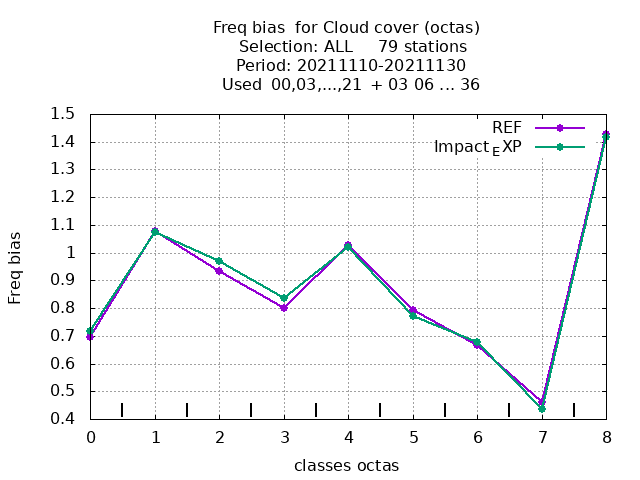 Freq bias  for Cloud cover (octas)
Selection: ALL     79 stations
Period: 20211110-20211130
Used  00,03,...,21  + 03 06 ... 36
REF
Impact_EXP
1.5
1.4
1.3
1.2
1.1
1
0.9
0.8
0.7
0.6
0.5
0.4
Freq bias
0 1 2 3 4 5 6 7 8
classes octas